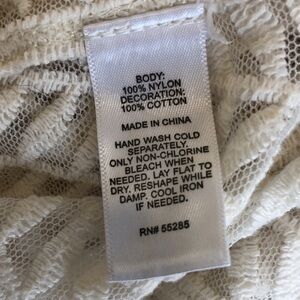 BODY:
100% NYLON
DECORATION:
100% COTTON
MADE IN CHINA
HAND WASH COLD
SEPARATELY,
ONLY NON-CHLORINE
BLEACH WHEN
NEEDED. LAY FLAT TO
DRY. RESHAPE WHILE
DAMP. COOL IRON
IF NEEDED.
RN# 55285